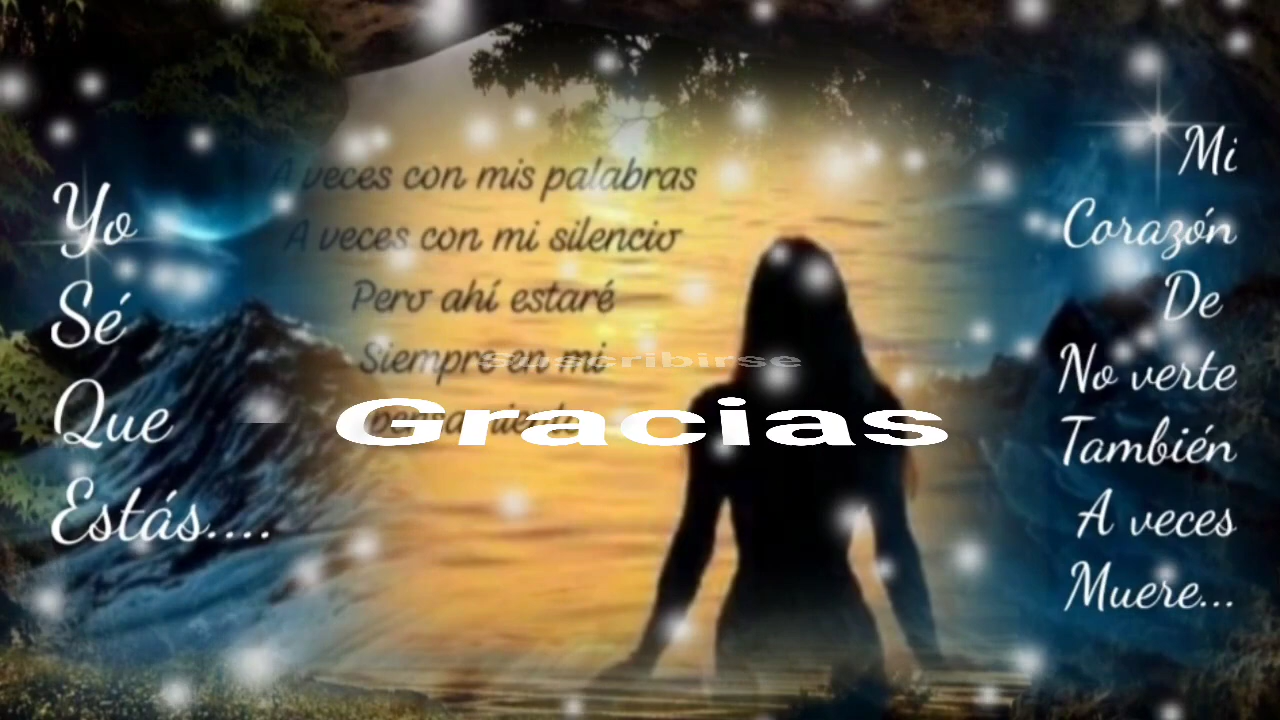 Yo
Sé
Que
Estás....
A veces con mis palabras
A veces con mi silencio
Pero ahí estaré
Siempre en mi
pensamiento
Suscribirse
Gracias
Mi
Corazón
De
No verte
También
A veces
Muere...